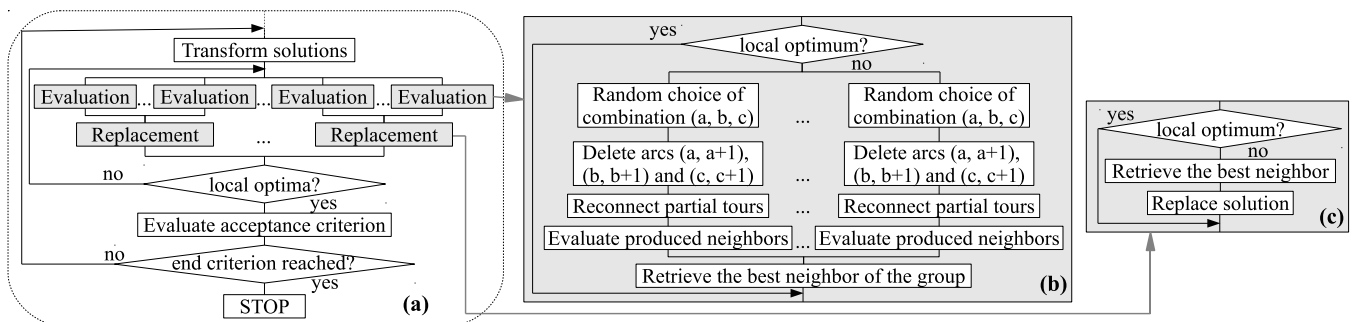 Transform solutions
Evaluation ... Evaluation ... Evaluation ... Evaluation
Replacement ... Replacement
no
local optima?
yes
Evaluate acceptance criterion
no
end criterion reached?
yes
STOP
(a)
yes
local optimum?
no
Random choice of
combination (a, b, c)
...
Random choice of
combination (a, b, c)
Delete arcs (a, a+1),
(b, b+1) and (c, c+1)
...
Delete arcs (a, a+1),
(b, b+1) and (c, c+1)
Reconnect partial tours ... Reconnect partial tours
Evaluate produced neighbors ... Evaluate produced neighbors
Retrieve the best neighbor of the group
(b)
yes
local optimum?
no
Retrieve the best neighbor
Replace solution
(c)